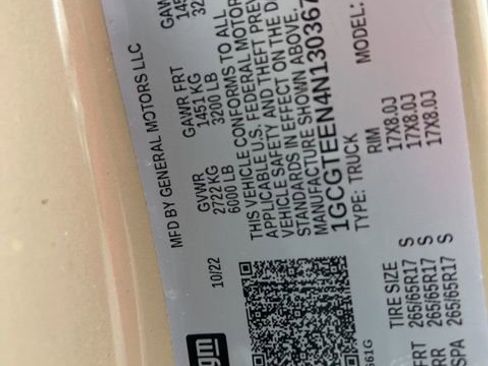 gm
10/22 MFD BY GENERAL MOTORS LLC
GVWR GAWR FRT
2722 KG 1451 KG
6000 LB 3200 LB
THIS VEHICLE CONFORMS TO ALL
APPLICABLE U.S. FEDERAL MOTOR
VEHICLE SAFETY AND THEFT PREV
STANDARDS IN EFFECT ON THE DA
MANUFACTURE SHOWN ABOVE.
1GCGTEEN4N130367
TYPE: TRUCK MODEL:
TIRE SIZE RIM
FRT 265/65R17 S 17X8.0J
RR 265/65R17 S 17X8.0J
SPA 265/65R17 S 17X8.0J